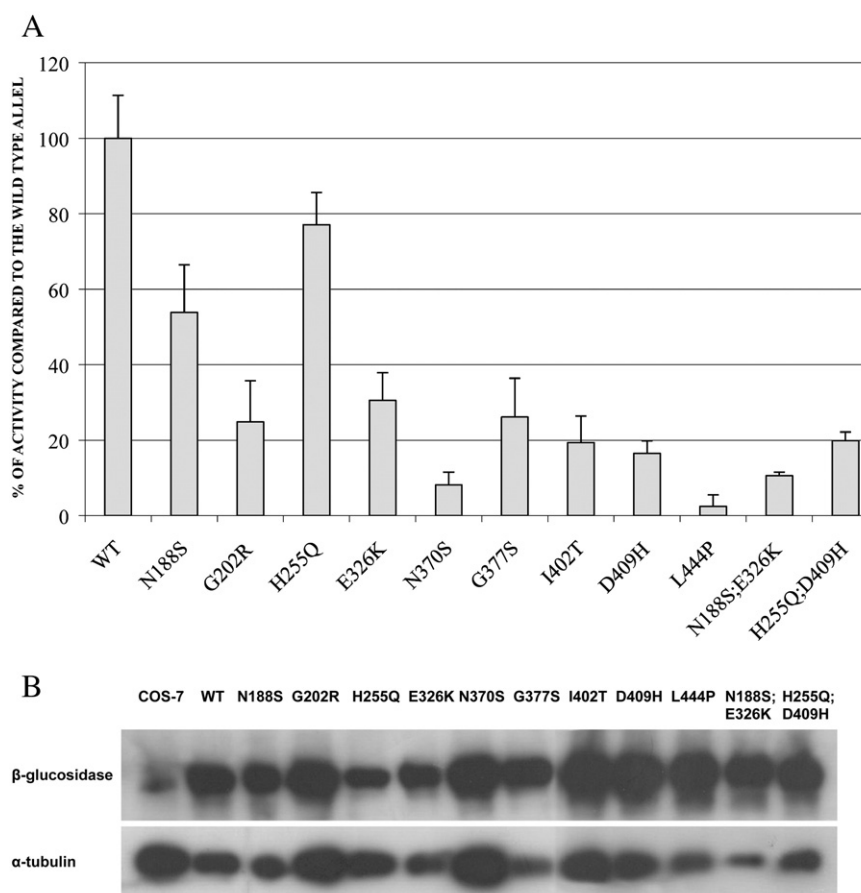 A
% OF ACTIVITY COMPARED TO THE WILD TYPE ALLEL
120
100
80
60
40
20
0
WT
N188S
G202R
H255Q
E326K
N370S
G377S
I402T
D409H
L444P
N188S;E326K
H255Q;D409H
B
COS-7 WT N188S G202R H255Q E326K N370S G377S I402T D409H L444P N188S; H255Q;
E326K D409H
β-glucosidase
α-tubulin